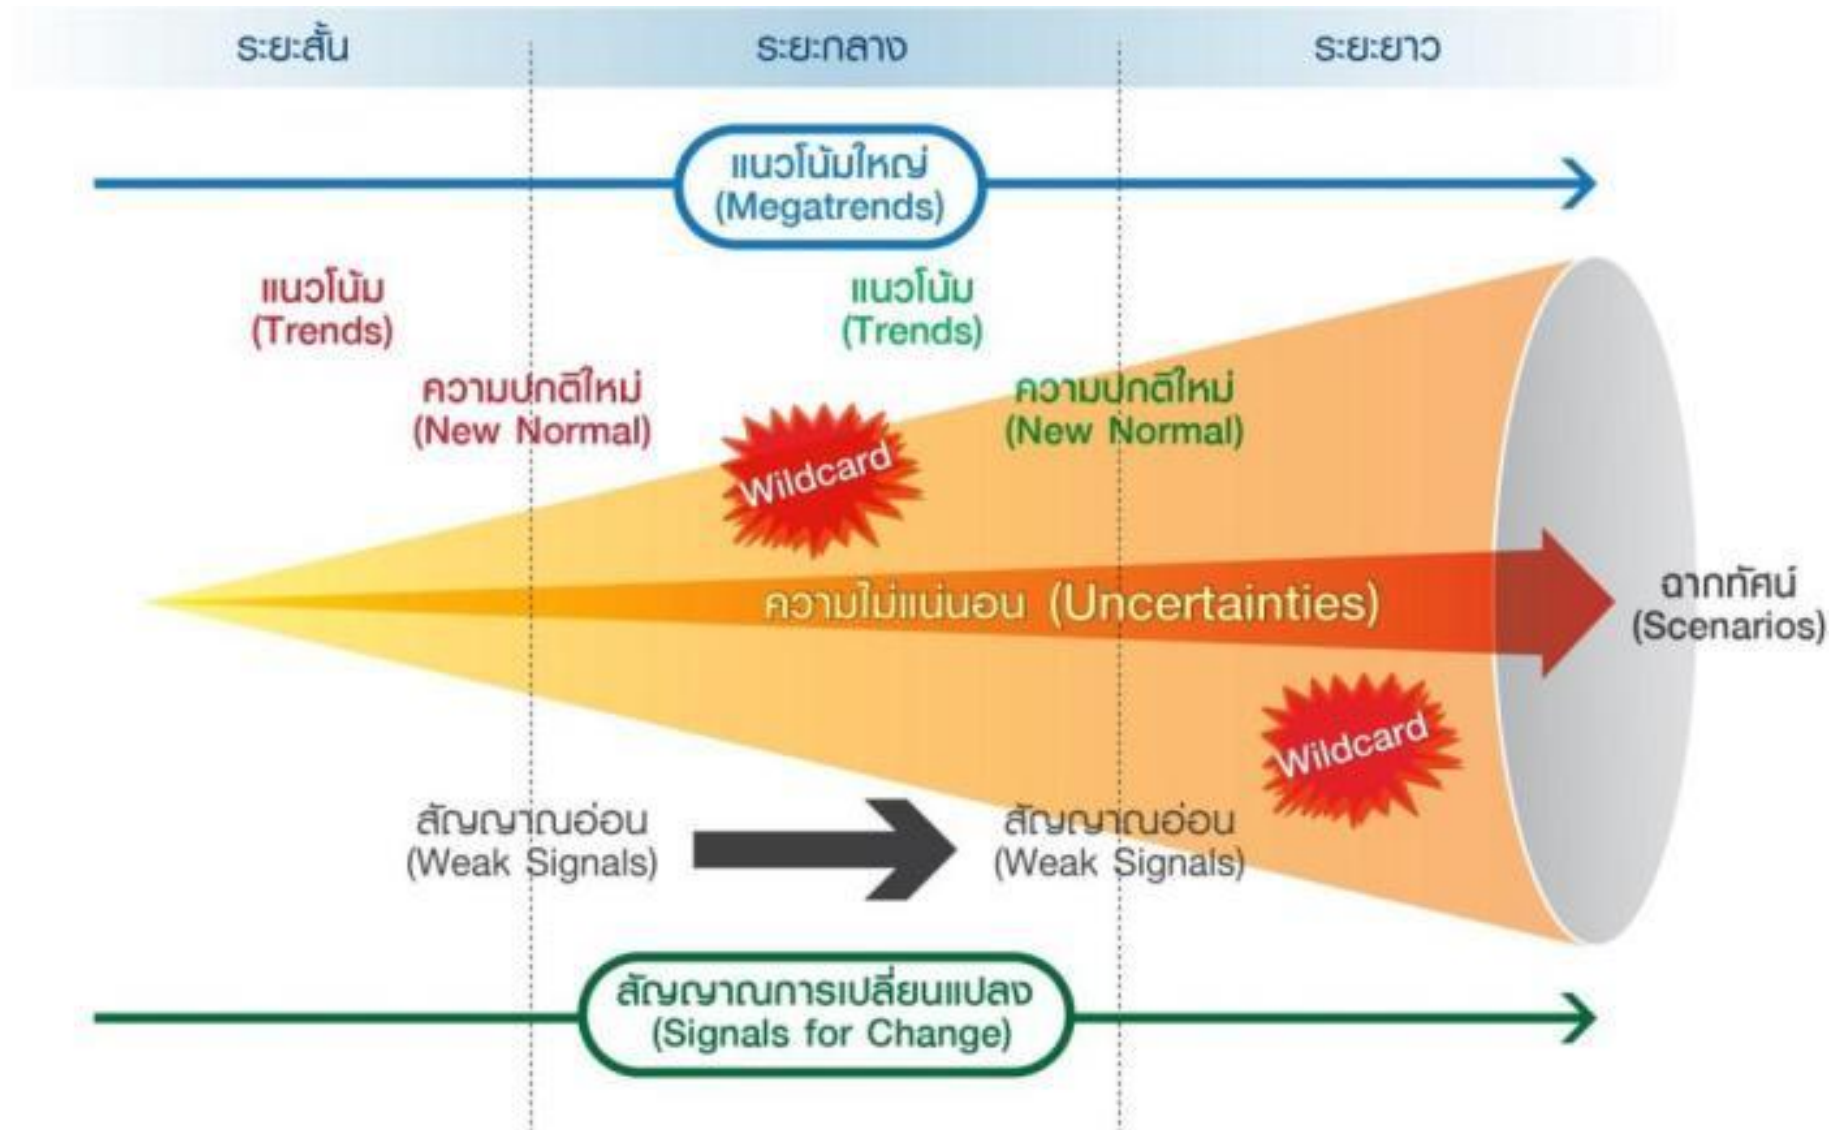 ระยะสั้น
ระยะกลาง
ระยะยาว
แนวโน้มใหญ่
(Megatrends)
แนวโน้ม
(Trends)
แนวโน้ม
(Trends)
ความปกติใหม่
(New Normal)
ความปกติใหม่
(New Normal)
Wildcard
ความไม่แน่นอน (Uncertainties)
ฉากทัศน์
(Scenarios)
Wildcard
สัญญาณอ่อน
(Weak Signals)
สัญญาณอ่อน
(Weak Signals)
สัญญาณการเปลี่ยนแปลง
(Signals for Change)